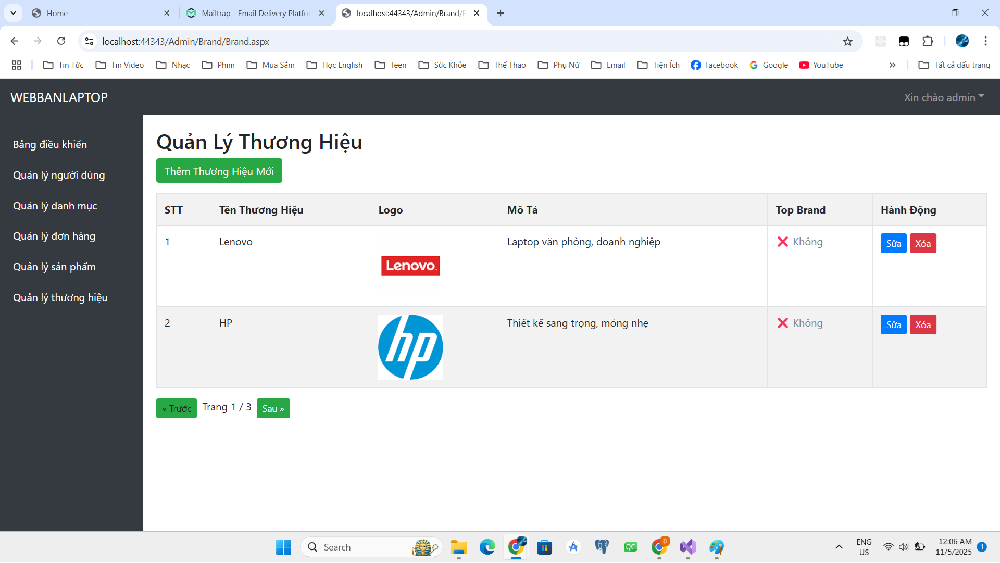 Home
Mailtrap - Email Delivery Platfo
localhost:44343/Admin/Brand/B
localhost:44343/Admin/Brand/Brand.aspx
Tin Tức
Tin Video
Nhạc
Phim
Mua Sắm
Học English
Teen
Sức Khỏe
Thể Thao
Phụ Nữ
Email
Tiện Ích
Facebook
Google
YouTube
»
Tất cả dấu trang
WEBBANLAPTOP
Xin chào admin
Bảng điều khiển
Quản lý người dùng
Quản lý danh mục
Quản lý đơn hàng
Quản lý sản phẩm
Quản lý thương hiệu
Quản Lý Thương Hiệu
Thêm Thương Hiệu Mới
STT Tên Thương Hiệu Logo Mô Tả Top Brand Hành Động
1 Lenovo Laptop văn phòng, doanh nghiệp ❌ Không Sửa Xóa
Lenovo
2 HP Thiết kế sang trọng, mỏng nhẹ ❌ Không Sửa Xóa
hp
« Trước Trang 1 / 3 Sau »
Search
QC
D
ENG
US
12:06 AM
11/5/2025
1